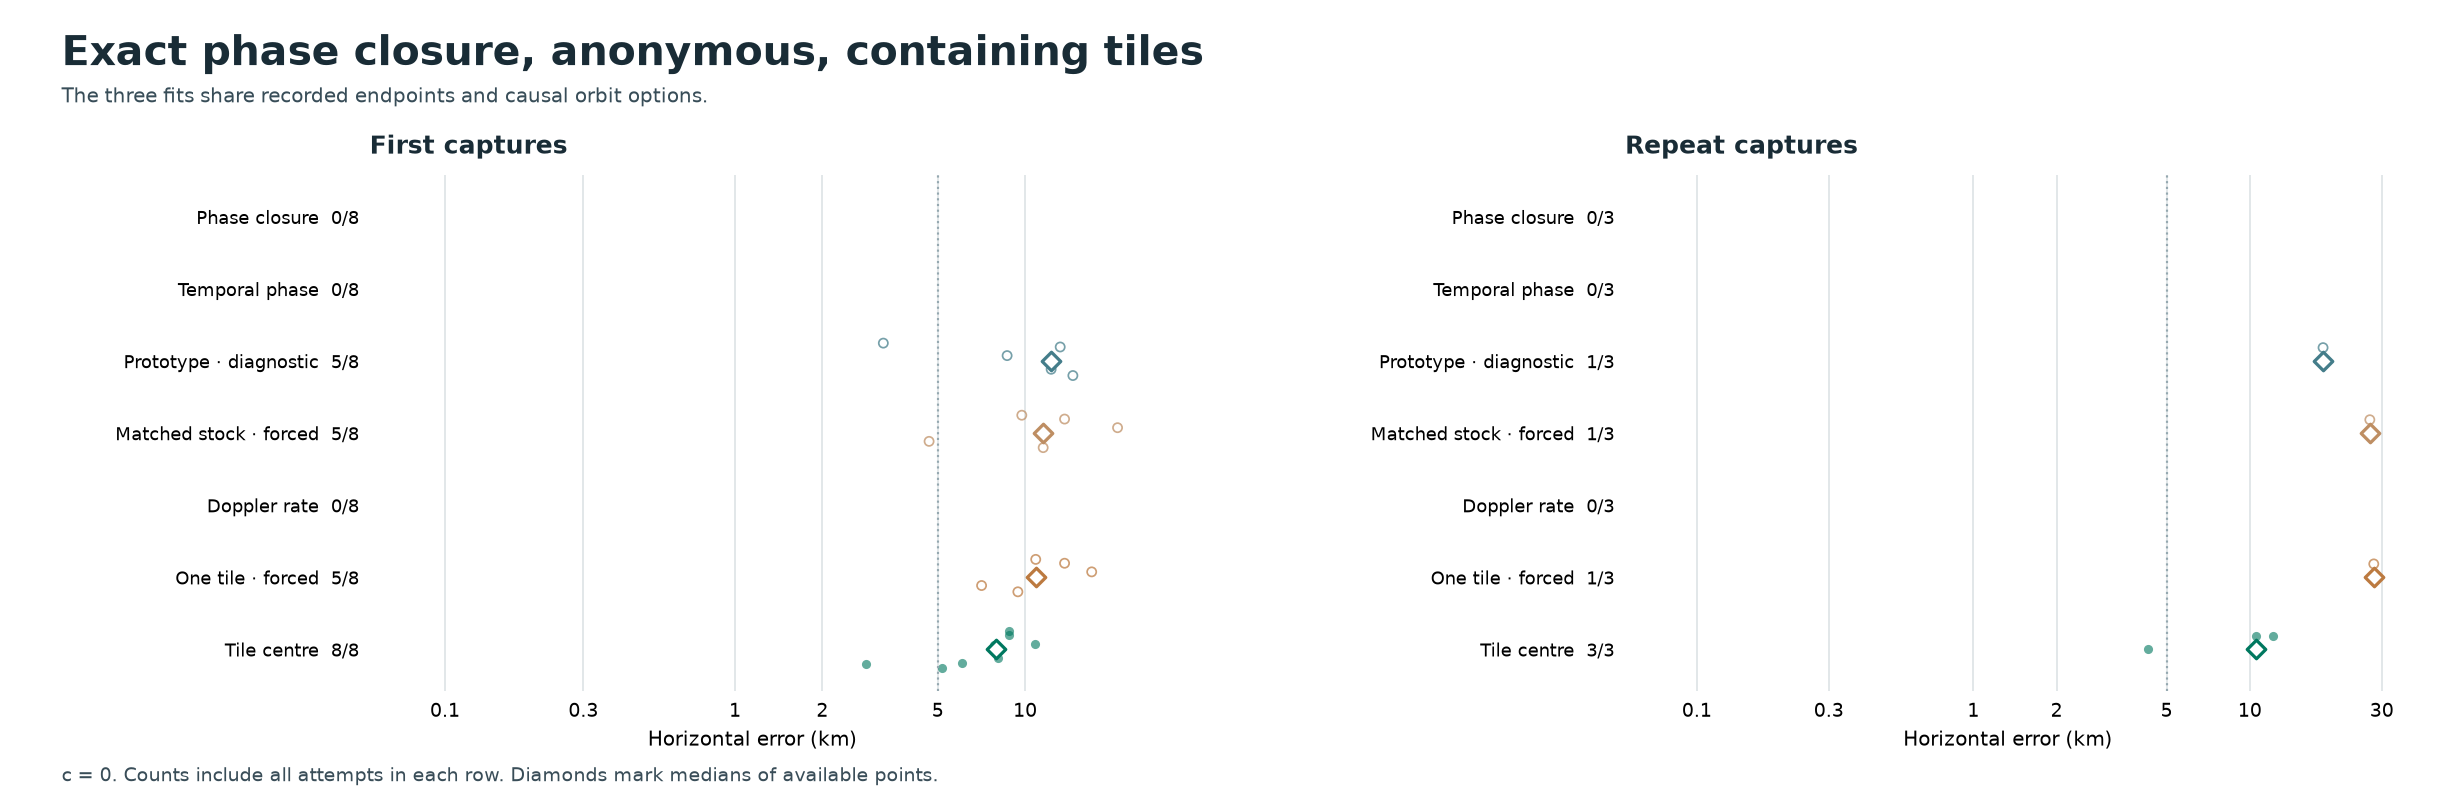 Exact phase closure, anonymous, containing tiles
The three fits share recorded endpoints and causal orbit options.
First captures
Phase closure 0/8
Temporal phase 0/8
Prototype · diagnostic 5/8
Matched stock · forced 5/8
Doppler rate 0/8
One tile · forced 5/8
Tile centre 8/8
0.1 0.3 1 2 5 10
Horizontal error (km)
Repeat captures
Phase closure 0/3
Temporal phase 0/3
Prototype · diagnostic 1/3
Matched stock · forced 1/3
Doppler rate 0/3
One tile · forced 1/3
Tile centre 3/3
0.1 0.3 1 2 5 10 30
Horizontal error (km)
c = 0. Counts include all attempts in each row. Diamonds mark medians of available points.